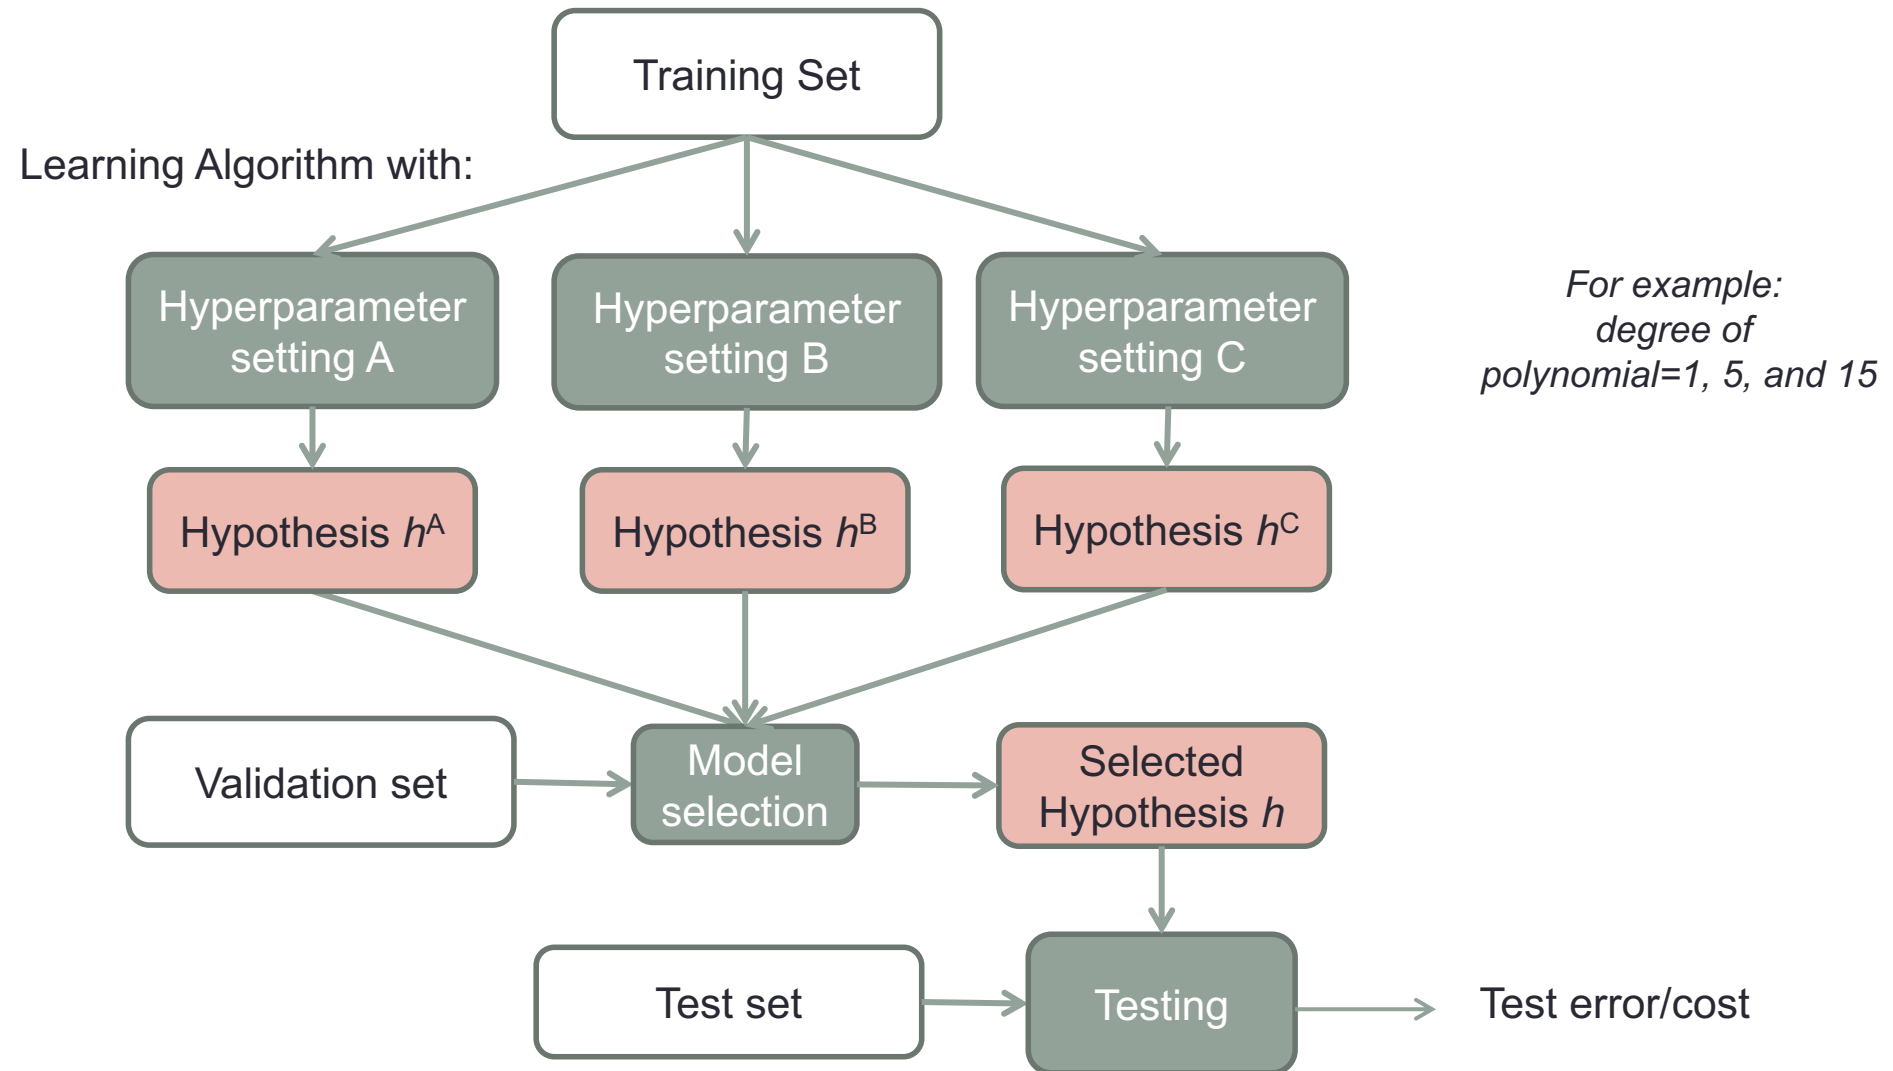 Training Set
Learning Algorithm with:
Hyperparameter
setting A
Hyperparameter
setting B
Hyperparameter
setting C
For example:
degree of
polynomial=1, 5, and 15
Hypothesis hᴬ
Hypothesis hᴮ
Hypothesis hᶜ
Validation set
Model
selection
Selected
Hypothesis h
Test set
Testing
Test error/cost